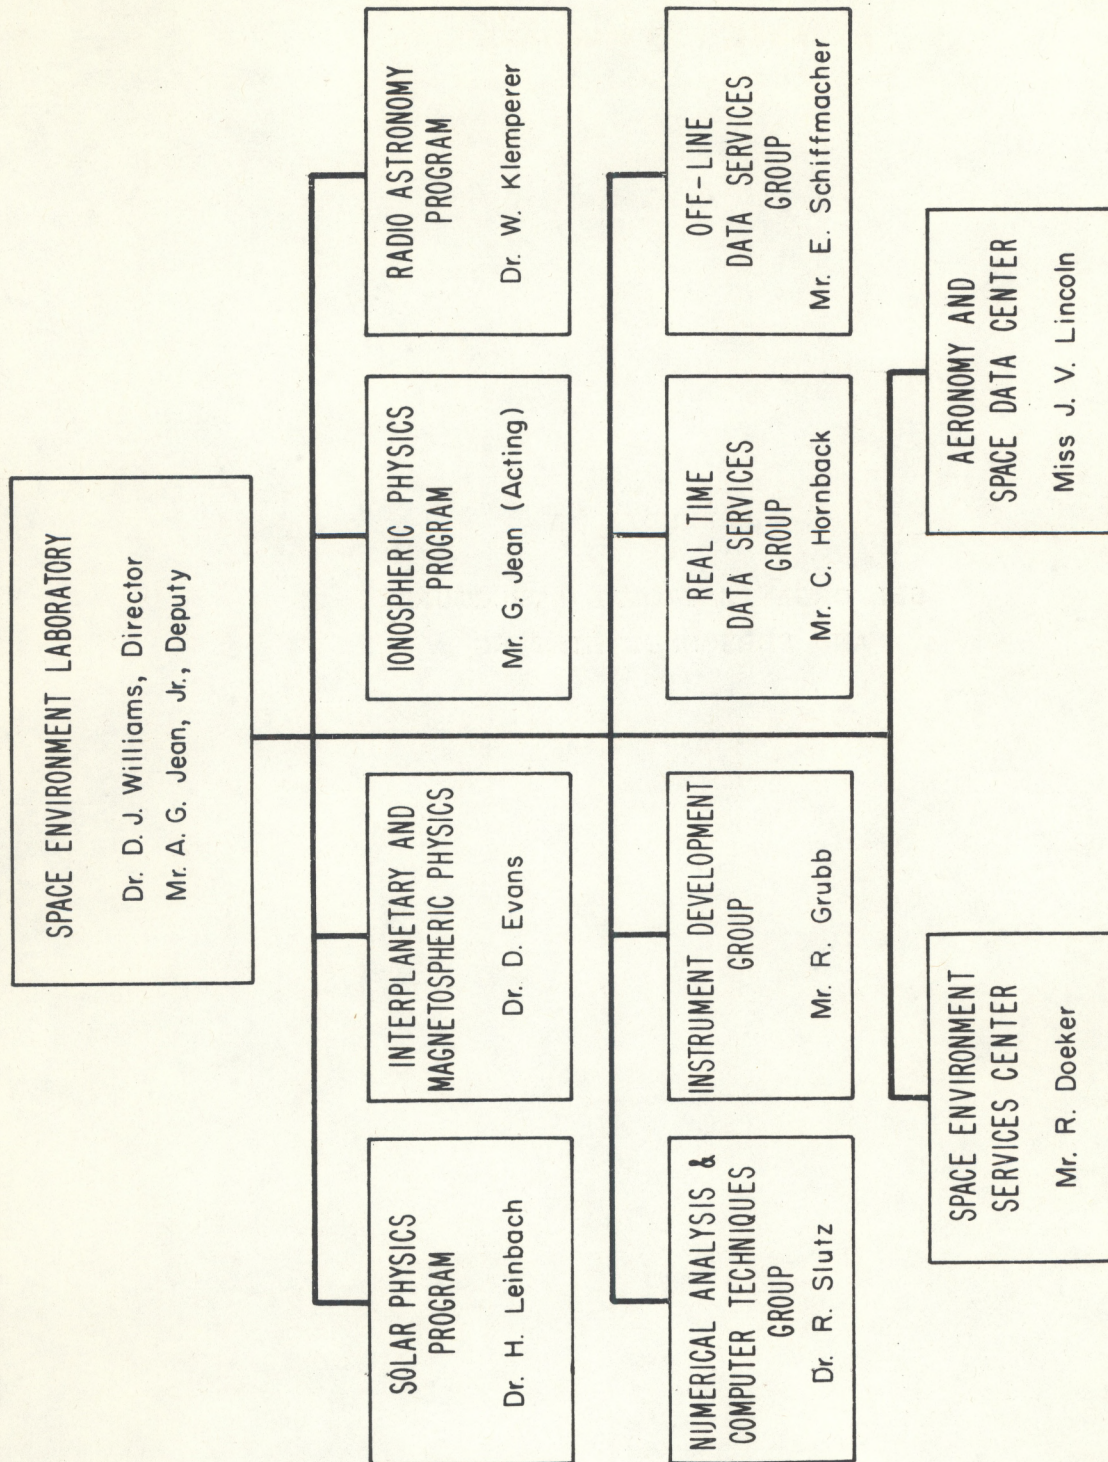 SPACE ENVIRONMENT LABORATORY
Dr. D. J. Williams, Director
Mr. A. G. Jean, Jr., Deputy
SOLAR PHYSICS
PROGRAM
Dr. H. Leinbach
INTERPLANETARY AND
MAGNETOSPHERIC PHYSICS
Dr. D. Evans
IONOSPHERIC PHYSICS
PROGRAM
Mr. G. Jean (Acting)
RADIO ASTRONOMY
PROGRAM
Dr. W. Klemperer
NUMERICAL ANALYSIS &
COMPUTER TECHNIQUES
GROUP
Dr. R. Slutz
INSTRUMENT DEVELOPMENT
GROUP
Mr. R. Grubb
REAL TIME
DATA SERVICES
GROUP
Mr. C. Hornback
OFF-LINE
DATA SERVICES
GROUP
Mr. E. Schiffmacher
SPACE ENVIRONMENT
SERVICES CENTER
Mr. R. Doeker
AERONOMY AND
SPACE DATA CENTER
Miss J. V. Lincoln